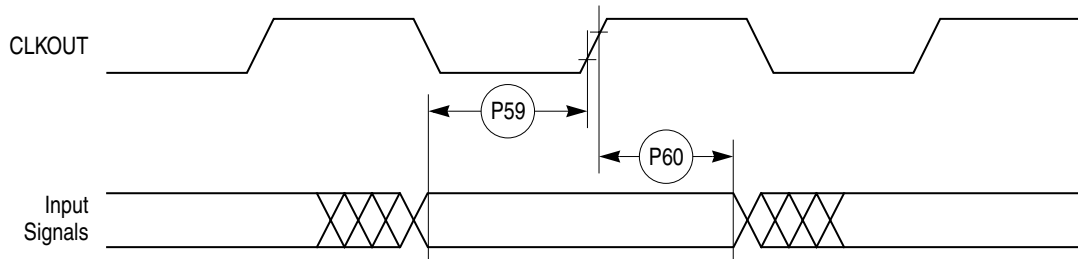 CLKOUT
P59
P60
Input
Signals